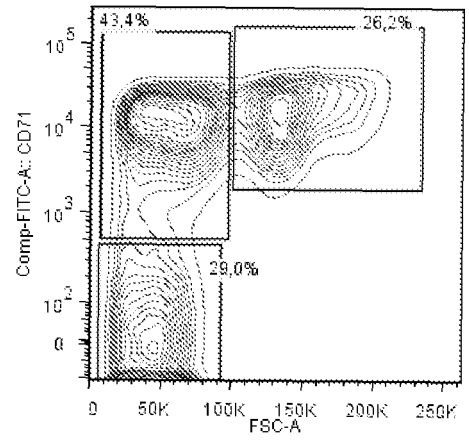 43,4%
26,2%
29,0%
Comp-FITC-A:: CD71
10^5
10^4
10^3
10^2
0
0
50K
100K
150K
200K
250K
FSC-A